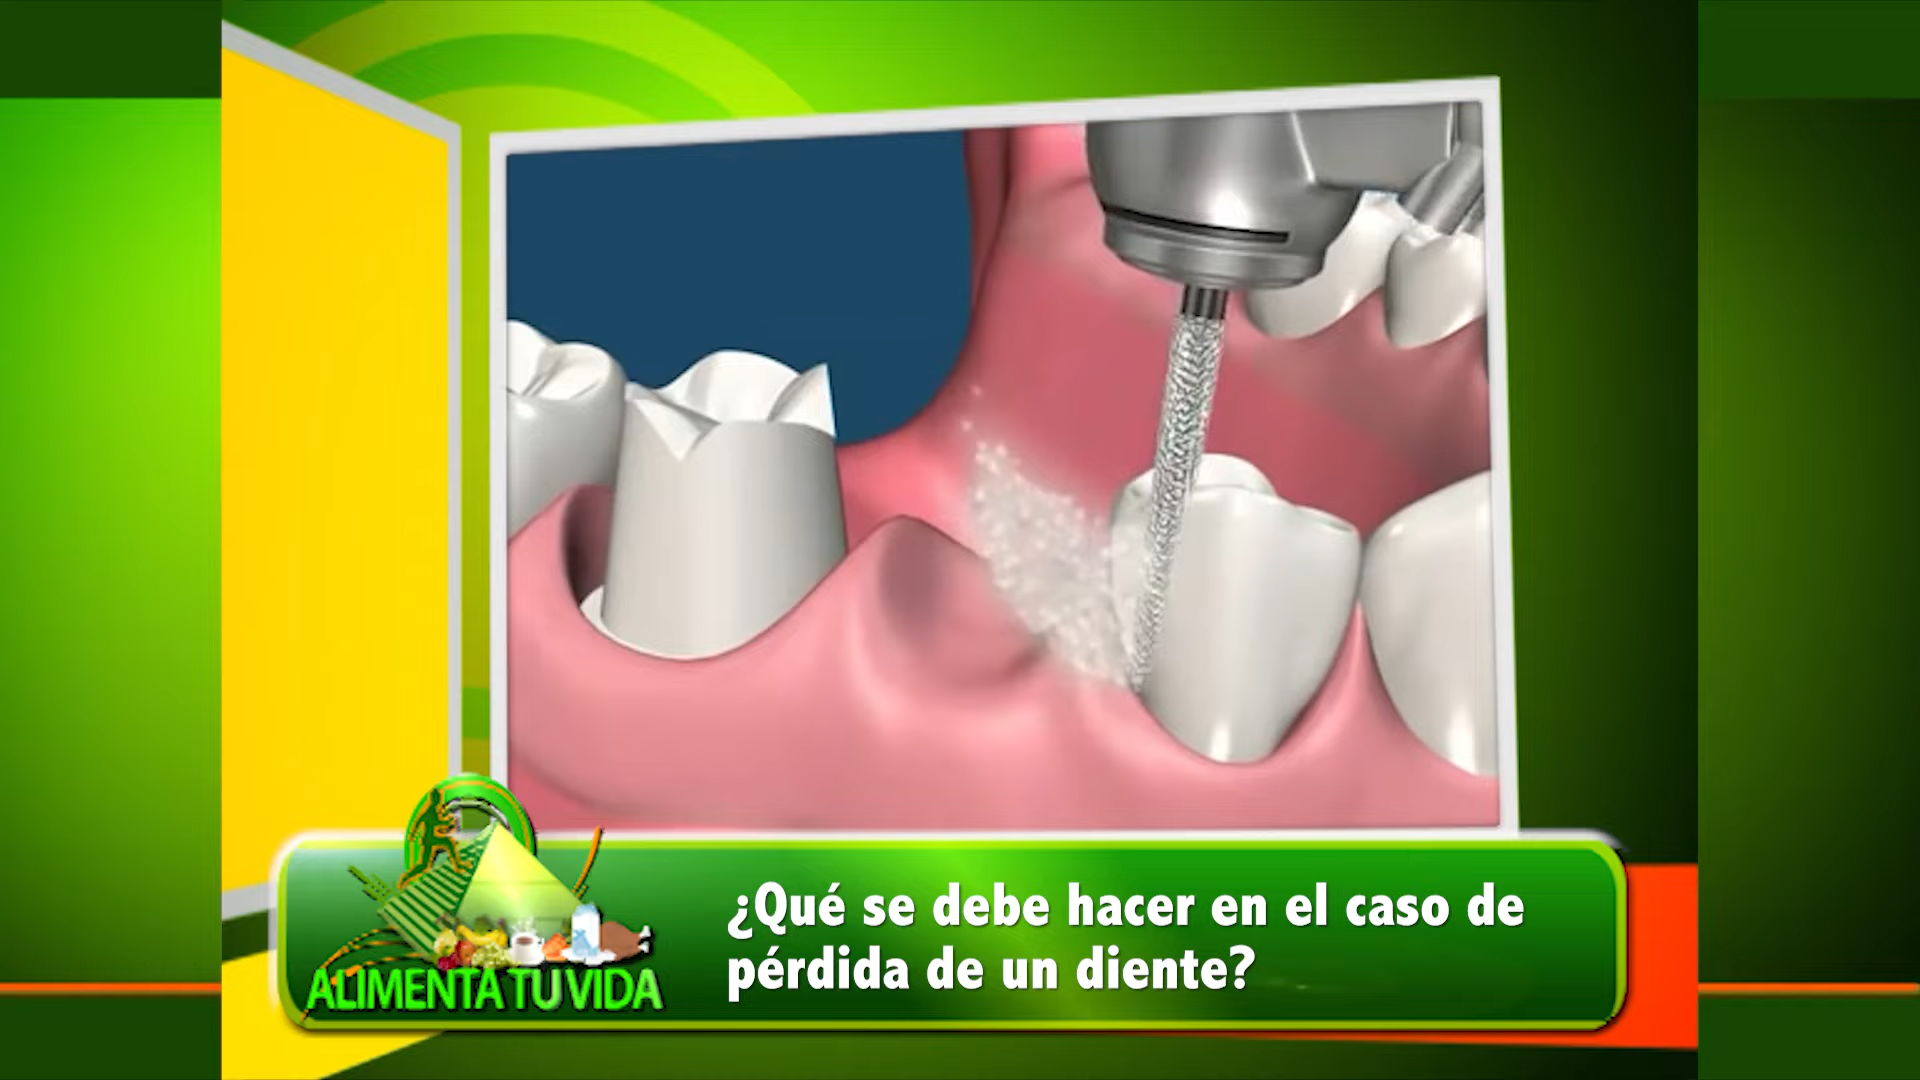 ¿Qué se debe hacer en el caso de
pérdida de un diente?
ALIMENTA TU VIDA